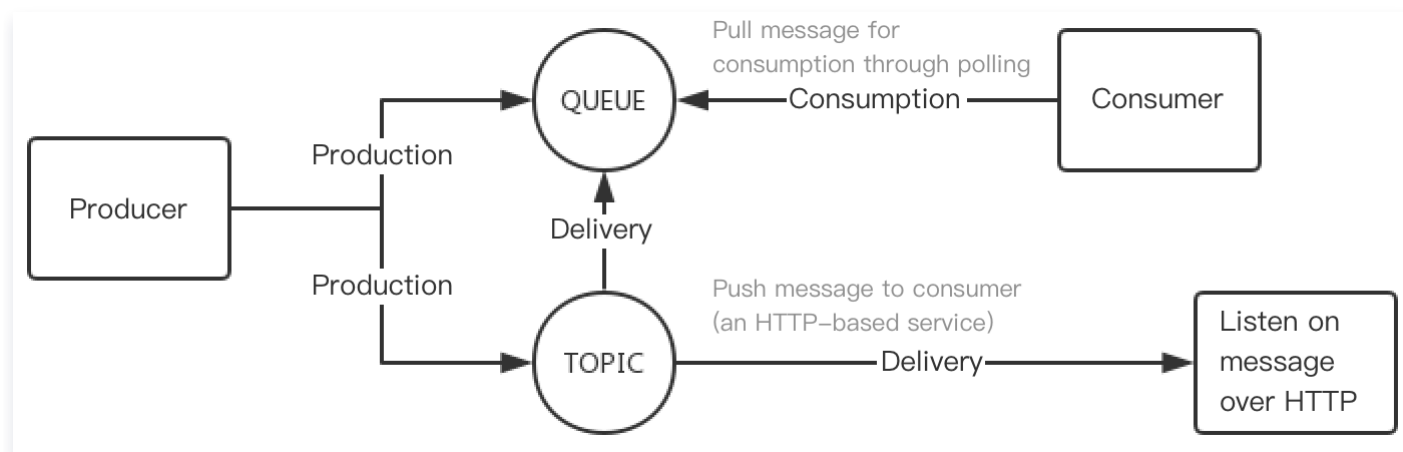 Pull message for
consumption through polling
QUEUE
Consumption
Consumer
Production
Producer
Delivery
Production
Push message to consumer
(an HTTP-based service)
TOPIC
Delivery
Listen on
message
over HTTP